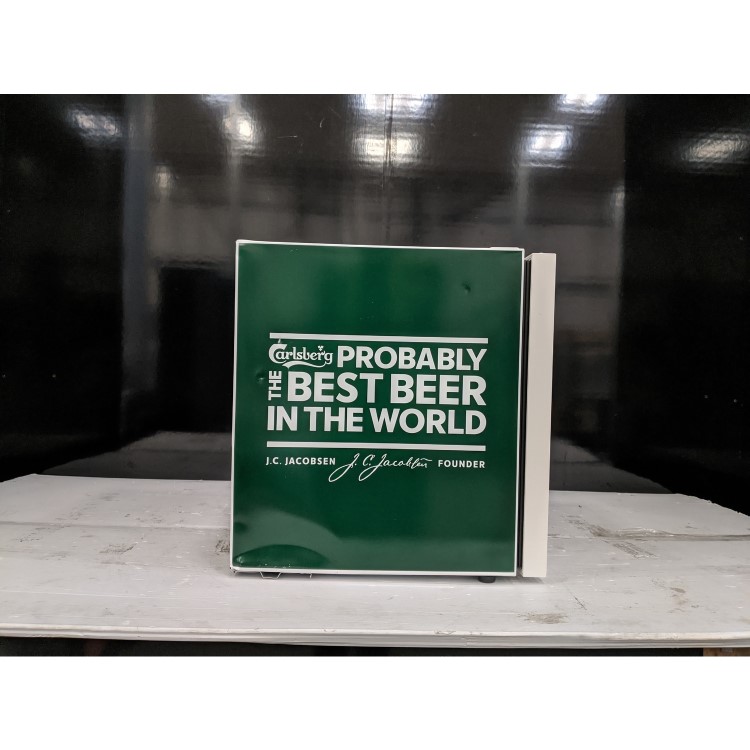 Carlsberg PROBABLY
THE BEST BEER
IN THE WORLD
J.C. JACOBSEN J.C. Jacobsen FOUNDER